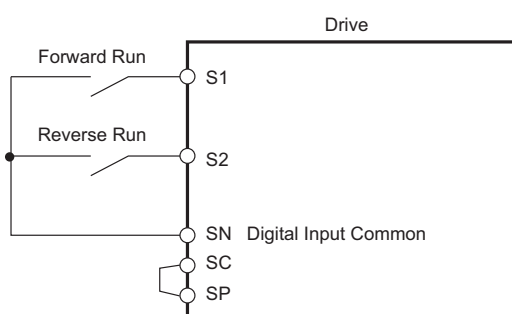 Drive
Forward Run
S1
Reverse Run
S2
SN Digital Input Common
SC
SP